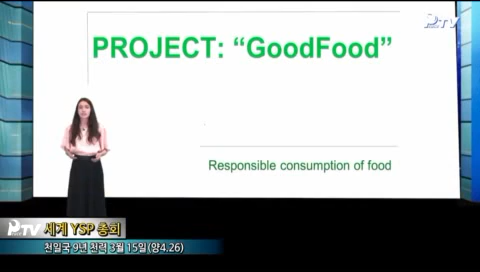 PTV
PROJECT: “GoodFood”
Responsible consumption of food
PTV
세계 YSP 총회
천일국 9년 천력 3월 15일(양4.26)